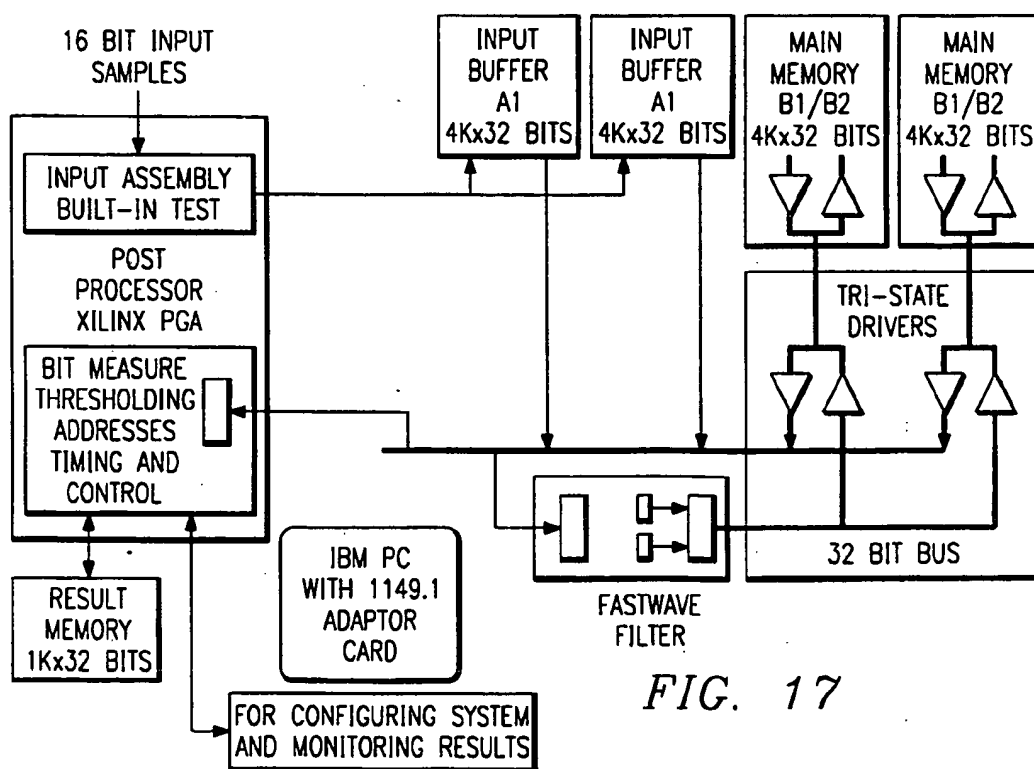 16 BIT INPUT
SAMPLES
INPUT ASSEMBLY
BUILT-IN TEST
POST
PROCESSOR
XILINX PGA
BIT MEASURE
THRESHOLDING
ADDRESSES
TIMING AND
CONTROL
RESULT
MEMORY
1Kx32 BITS
INPUT
BUFFER
A1
4Kx32 BITS
INPUT
BUFFER
A1
4Kx32 BITS
MAIN
MEMORY
B1/B2
4Kx32 BITS
MAIN
MEMORY
B1/B2
4Kx32 BITS
TRI-STATE
DRIVERS
32 BIT BUS
FASTWAVE
FILTER
IBM PC
WITH 1149.1
ADAPTOR
CARD
FOR CONFIGURING SYSTEM
AND MONITORING RESULTS
FIG. 17